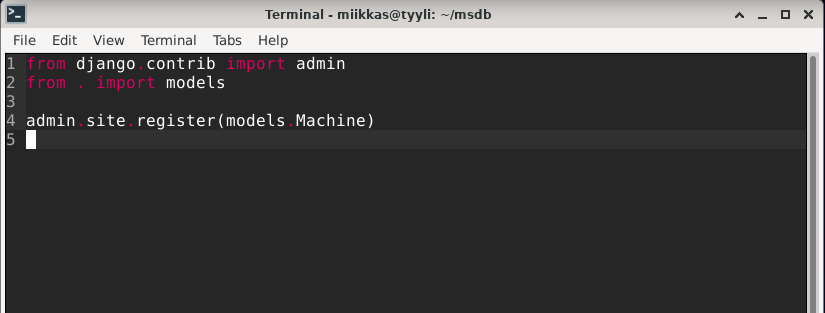 Terminal - miikkas@tyyli: ~/msdb
File Edit View Terminal Tabs Help
1 from django.contrib import admin
2 from . import models
3
4 admin.site.register(models.Machine)
5